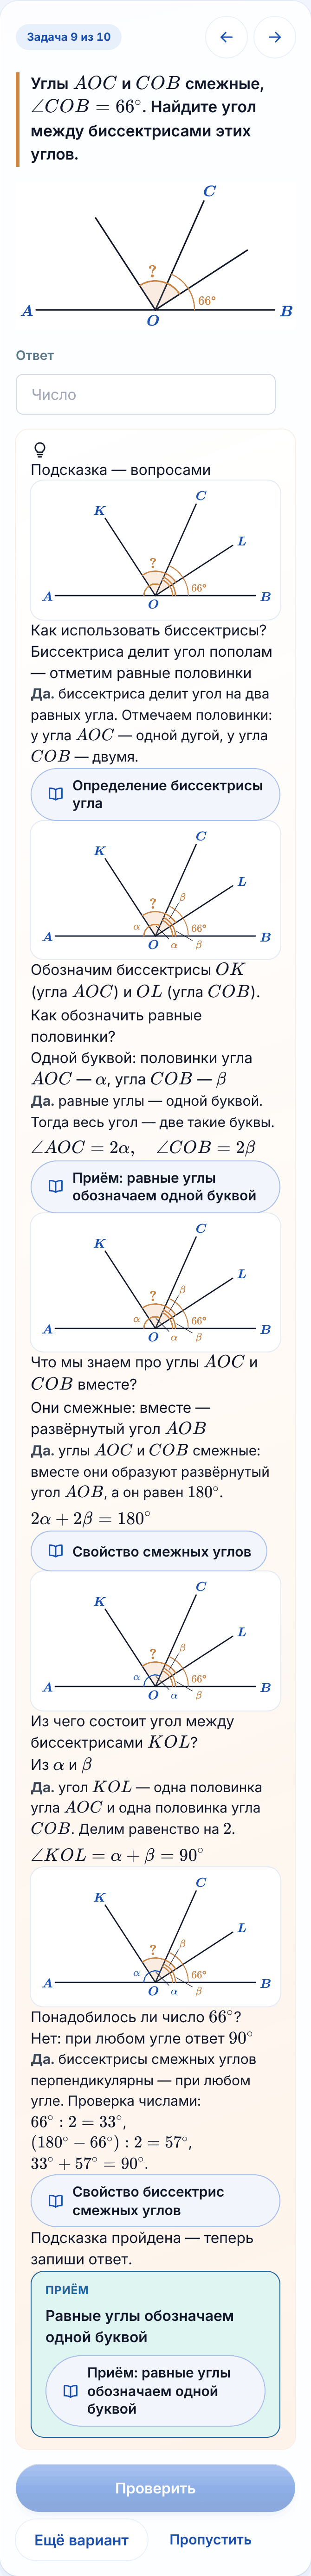 Задача 9 из 10
Углы AOC и COB смежные,
∠COB = 66°. Найдите угол
между биссектрисами этих
углов.
C
?
66°
A
B
O
Ответ
Число
Подсказка — вопросами
C
K
L
?
66°
A
B
O
Как использовать биссектрисы?
Биссектриса делит угол пополам
— отметим равные половинки
Да. биссектриса делит угол на два
равных угла. Отмечаем половинки:
у угла AOC — одной дугой, у угла
COB — двумя.
Определение биссектрисы
угла
C
K
L
?
β
α
66°
A
B
O
α
β
Обозначим биссектрисы OK
(угла AOC) и OL (угла COB).
Как обозначить равные
половинки?
Одной буквой: половинки угла
AOC — α, угла COB — β
Да. равные углы — одной буквой.
Тогда весь угол — две такие буквы.
∠AOC = 2α, ∠COB = 2β
Приём: равные углы
обозначаем одной буквой
C
K
L
?
β
α
66°
A
B
O
α
β
Что мы знаем про углы AOC и
COB вместе?
Они смежные: вместе —
развёрнутый угол AOB
Да. углы AOC и COB смежные:
вместе они образуют развёрнутый
угол AOB, а он равен 180°.
2α + 2β = 180°
Свойство смежных углов
C
K
L
?
β
α
66°
A
B
O
α
β
Из чего состоит угол между
биссектрисами KOL?
Из α и β
Да. угол KOL — одна половинка
угла AOC и одна половинка угла
COB. Делим равенство на 2.
∠KOL = α + β = 90°
C
K
L
?
β
α
66°
A
B
O
α
β
Понадобилось ли число 66°?
Нет: при любом угле ответ 90°
Да. биссектрисы смежных углов
перпендикулярны — при любом
угле. Проверка числами:
66° : 2 = 33°,
(180° − 66°) : 2 = 57°,
33° + 57° = 90°.
Свойство биссектрис
смежных углов
Подсказка пройдена — теперь
запиши ответ.
ПРИЁМ
Равные углы обозначаем
одной буквой
Приём: равные углы
обозначаем одной
буквой
Проверить
Ещё вариант
Пропустить